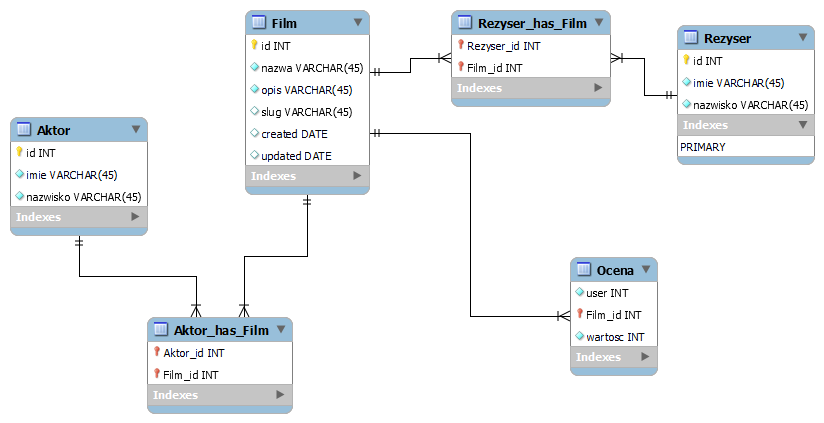 Film
id INT
nazwa VARCHAR(45)
opis VARCHAR(45)
slug VARCHAR(45)
created DATE
updated DATE
Indexes
Rezyser_has_Film
Rezyser_id INT
Film_id INT
Indexes
Rezyser
id INT
imie VARCHAR(45)
nazwisko VARCHAR(45)
Indexes
PRIMARY
Aktor
id INT
imie VARCHAR(45)
nazwisko VARCHAR(45)
Indexes
Ocena
user INT
Film_id INT
wartosc INT
Indexes
Aktor_has_Film
Aktor_id INT
Film_id INT
Indexes